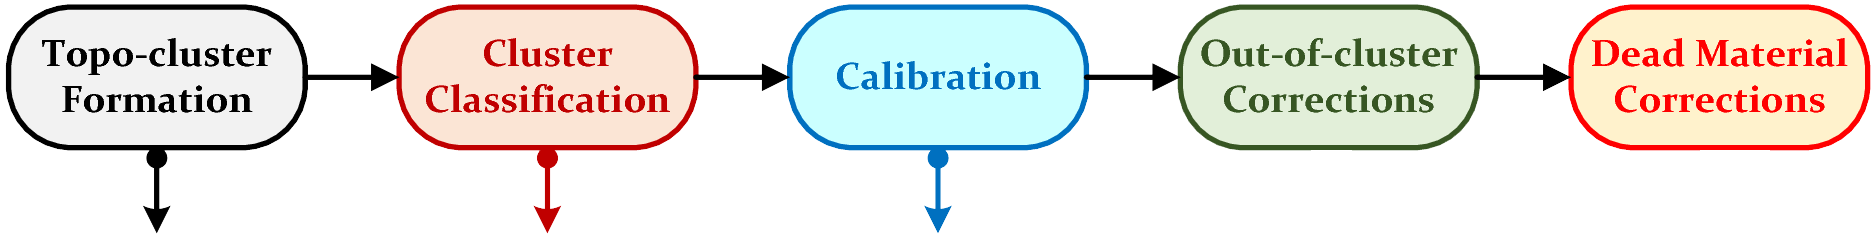 Topo-cluster
Formation
Cluster
Classification
Calibration
Out-of-cluster
Corrections
Dead Material
Corrections